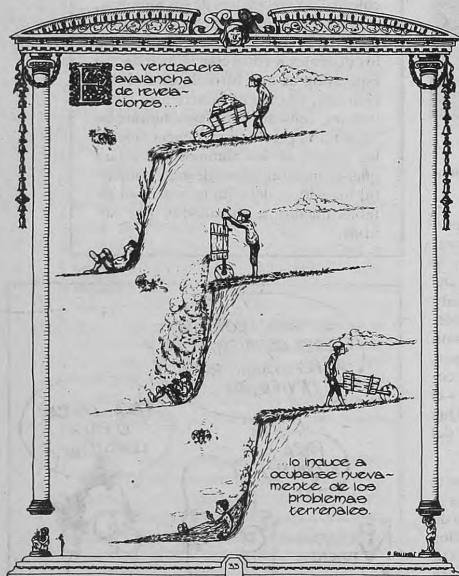 Esa verdadera
avalancha
de revela-
ciones...
...lo induce a
ocuparse nueva-
mente de los
problemas
terrenales.
33